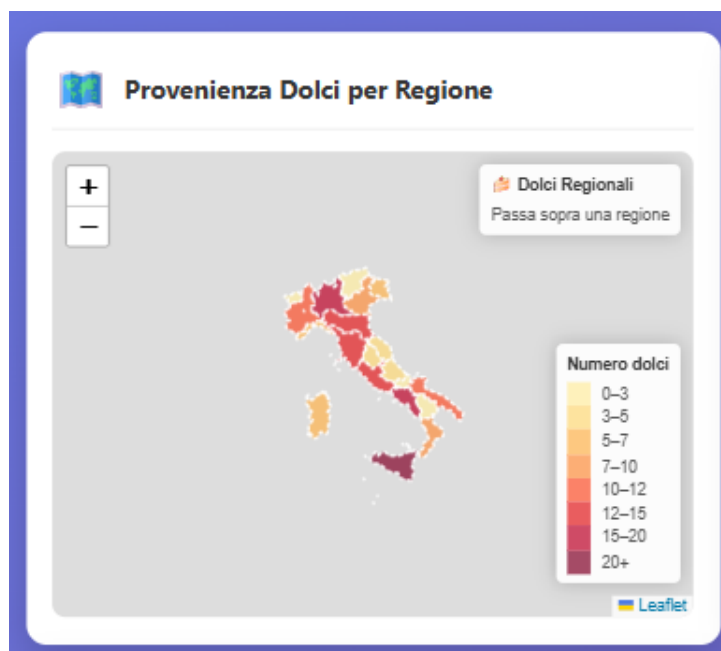 Provenienza Dolci per Regione
+
−
Dolci Regionali
Passa sopra una regione
Numero dolci
0–3
3–5
5–7
7–10
10–12
12–15
15–20
20+
Leaflet